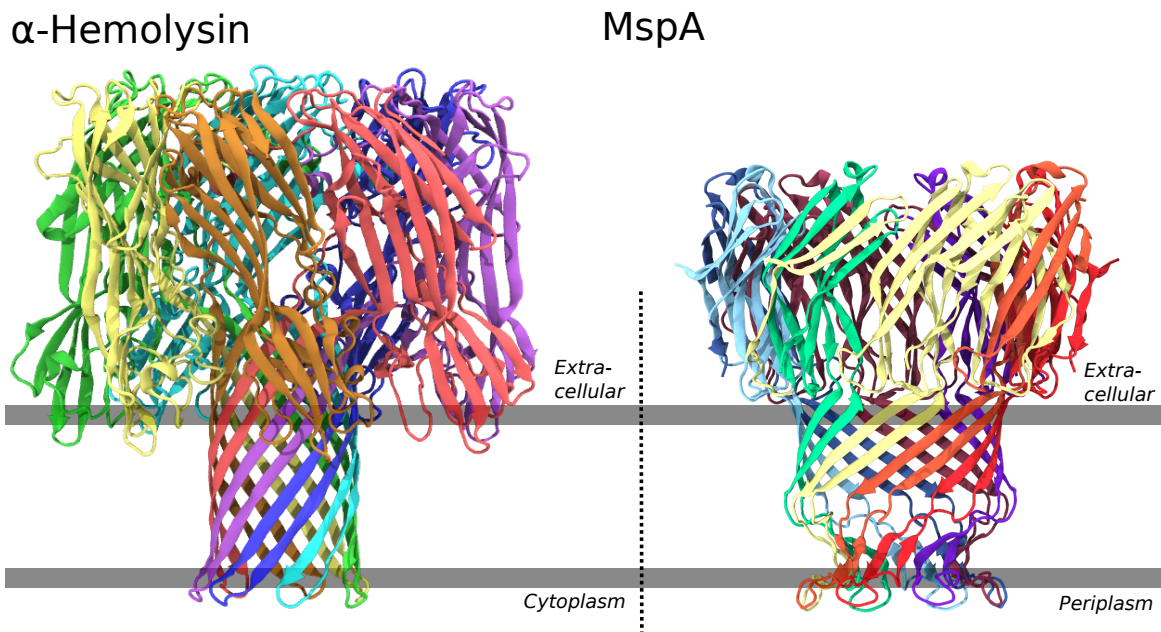 α-Hemolysin
MspA
Extra-
cellular
Extra-
cellular
Cytoplasm
Periplasm